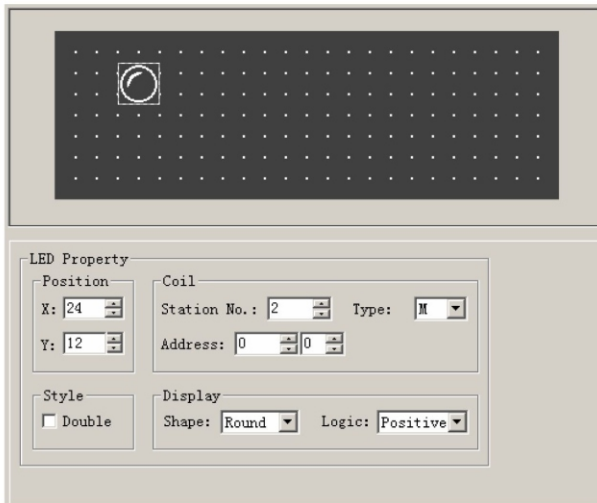 LED Property
Position
X: 24
Y: 12
Coil
Station No.: 2 Type: M
Address: 0 0
Style
Double
Display
Shape: Round Logic: Positive